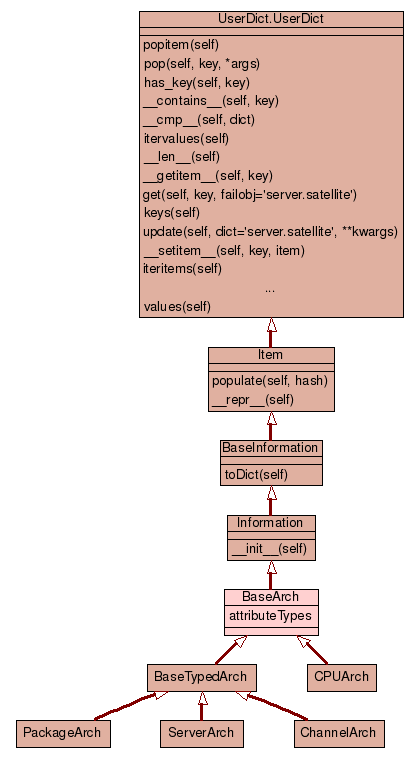 UserDict.UserDict
popitem(self)
pop(self, key, *args)
has_key(self, key)
__contains__(self, key)
__cmp__(self, dict)
itervalues(self)
__len__(self)
__getitem__(self, key)
get(self, key, failobj='server.satellite')
keys(self)
update(self, dict='server.satellite', **kwargs)
__setitem__(self, key, item)
iteritems(self)
...
values(self)
Item
populate(self, hash)
__repr__(self)
BaseInformation
toDict(self)
Information
__init__(self)
BaseArch
attributeTypes
BaseTypedArch
CPUArch
PackageArch
ServerArch
ChannelArch